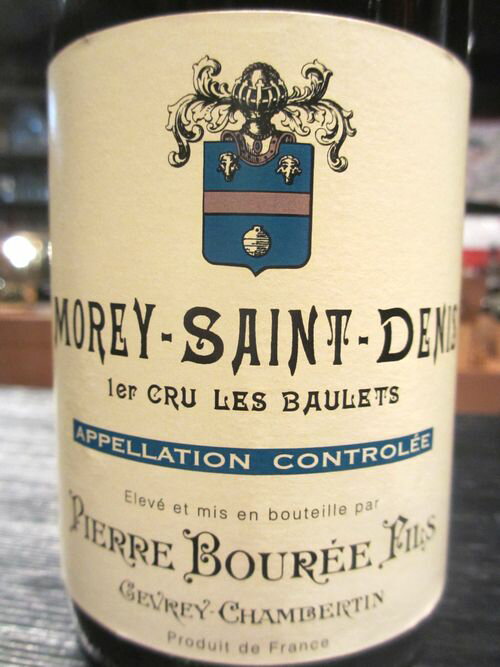 MOREY-SAINT-DENIS
1er CRU LES BAULETS
APPELLATION CONTROLÉE
Elevé et mis en bouteille par
PIERRE BOURÉE FILS
GEVREY-CHAMBERTIN
Produit de France